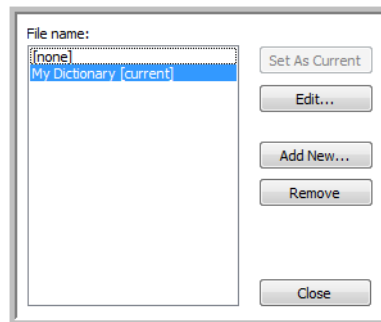 File name:
[none]
My Dictionary [current]
Set As Current
Edit...
Add New...
Remove
Close